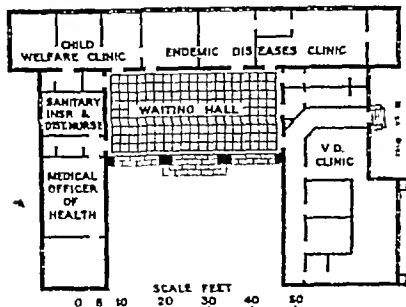 CHILD
WELFARE CLINIC
ENDEMIC DISEASES CLINIC
SANITARY
INSR &
DIST. NURSE
WAITING HALL
V.D.
CLINIC
MEDICAL
OFFICER
OF
HEALTH
SCALE FEET
0 5 10 20 30 40 50